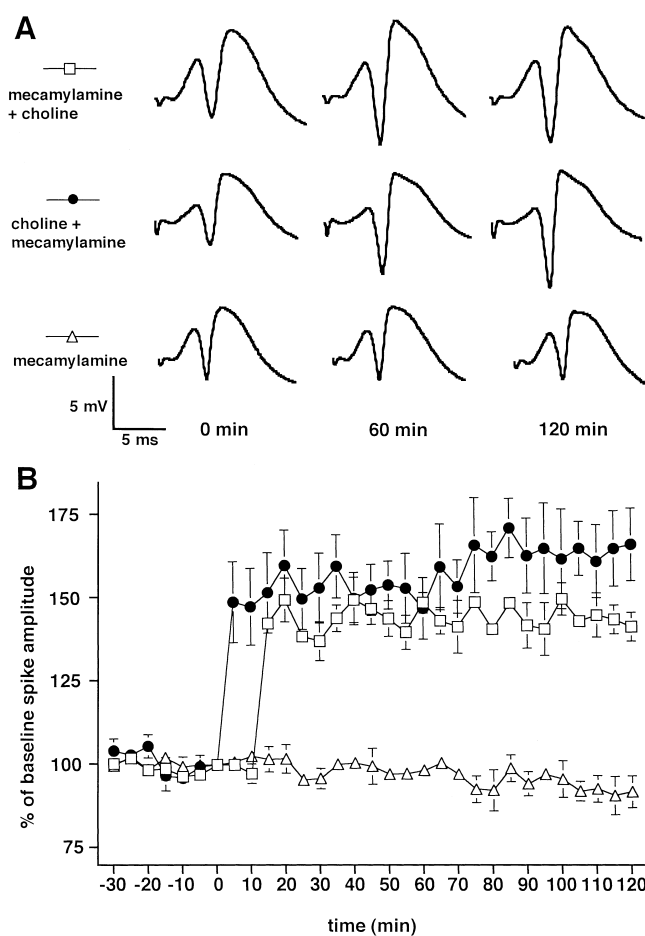 A
mecamylamine
+ choline
choline +
mecamylamine
mecamylamine
5 mV
5 ms
0 min
60 min
120 min
B
% of baseline spike amplitude
175
150
125
100
75
-30 -20 -10 0 10 20 30 40 50 60 70 80 90 100 110 120
time (min)